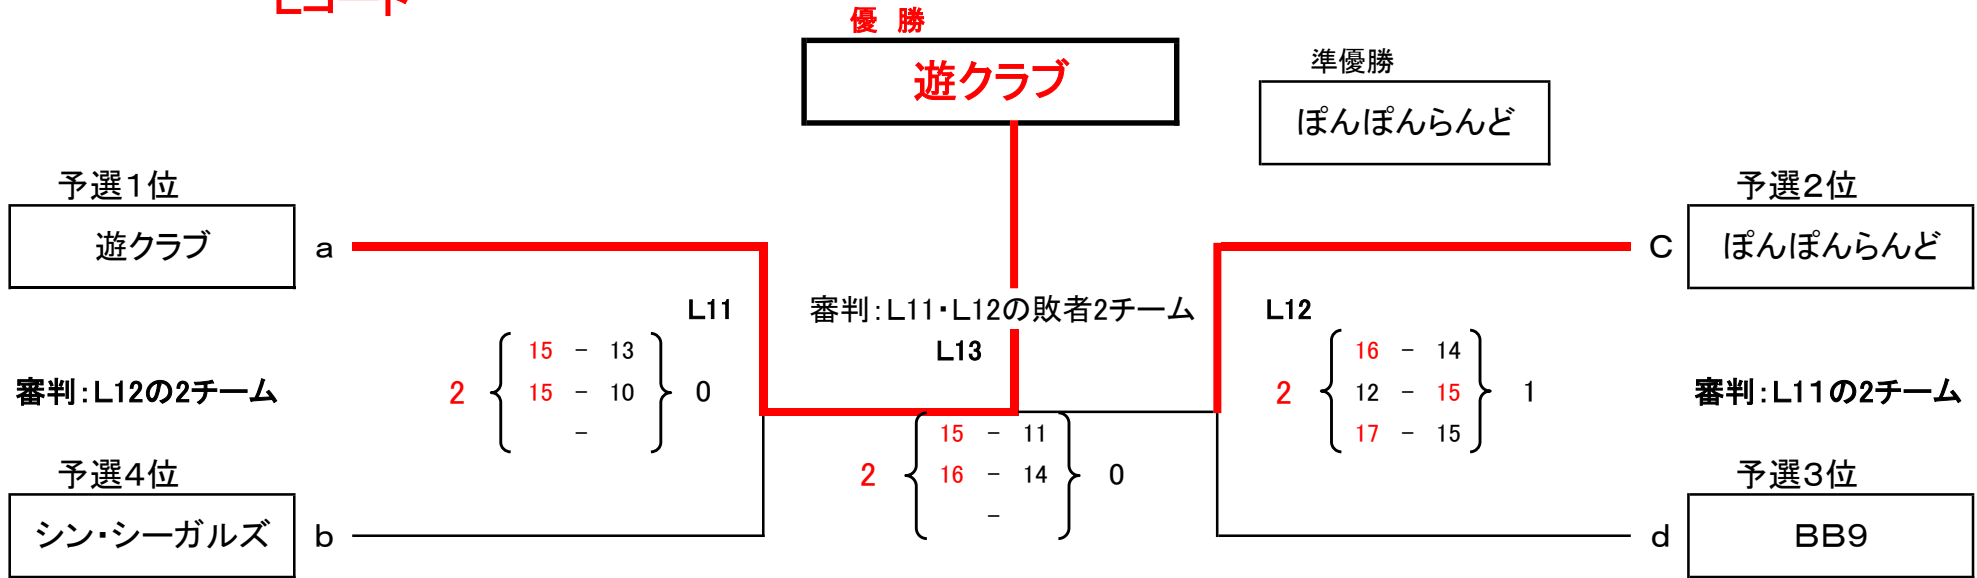 Lコート
優 勝
遊クラブ
準優勝
ぽんぽんらんど
予選１位
遊クラブ
a
予選２位
ぽんぽんらんど
C
L11
審判：L11・L12の敗者2チーム
L12
L13
審判：L12の2チーム
2
15 － 13
15 － 10
－
0
2
16 － 14
12 － 15
17 － 15
1
審判：L11の2チーム
2
15 － 11
16 － 14
－
0
予選４位
シン・シーガルズ
b
予選３位
BB9
d